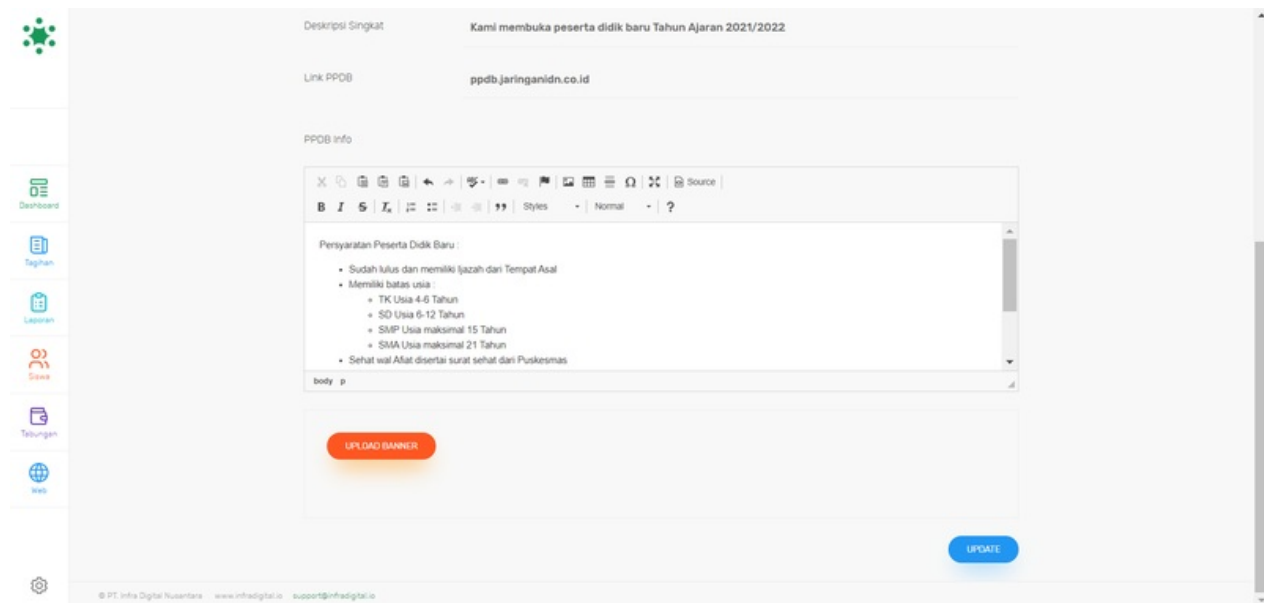 Deskripsi Singkat
Kami membuka peserta didik baru Tahun Ajaran 2021/2022
Link PPDB
ppdb.jaringanidn.co.id
PPDB Info
Source
B I S Tx Styles Normal ?
Persyaratan Peserta Didik Baru :
Sudah lulus dan memiliki Ijazah dari Tempat Asal
Memiliki batas usia :
TK Usia 4-6 Tahun
SD Usia 6-12 Tahun
SMP Usia maksimal 15 Tahun
SMA Usia maksimal 21 Tahun
Sehat wal Afiat disertai surat sehat dari Puskesmas
body p
UPLOAD BANNER
UPDATE
Dashboard
Tagihan
Laporan
Siswa
Tabungan
Web
© PT. Infra Digital Nusantara www.infradigital.io support@infradigital.io